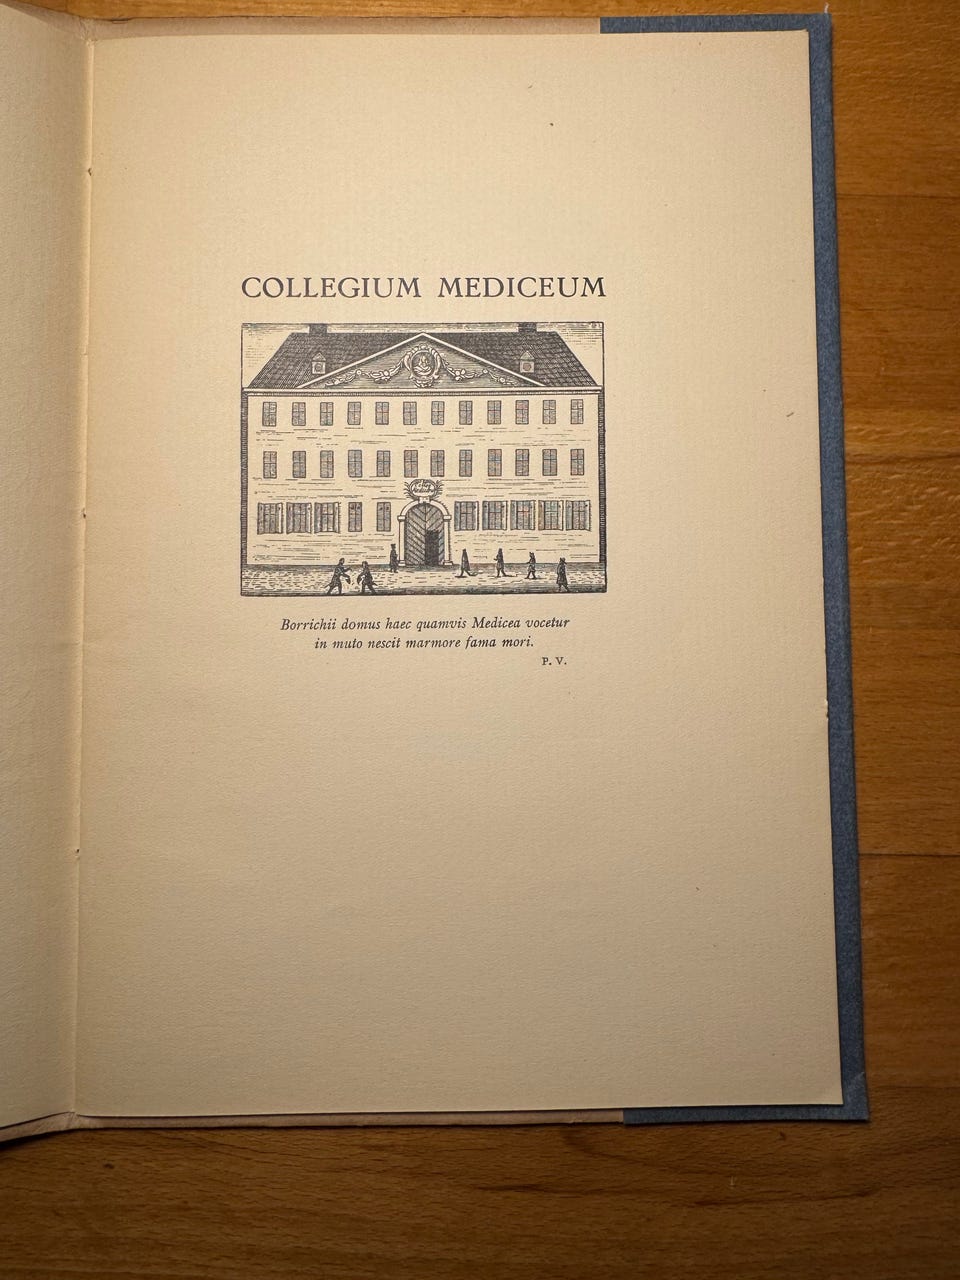 COLLEGIUM MEDICEUM
Borrichii domus haec quamvis Medicea vocetur
in muto nescit marmore fama mori.
P. V.